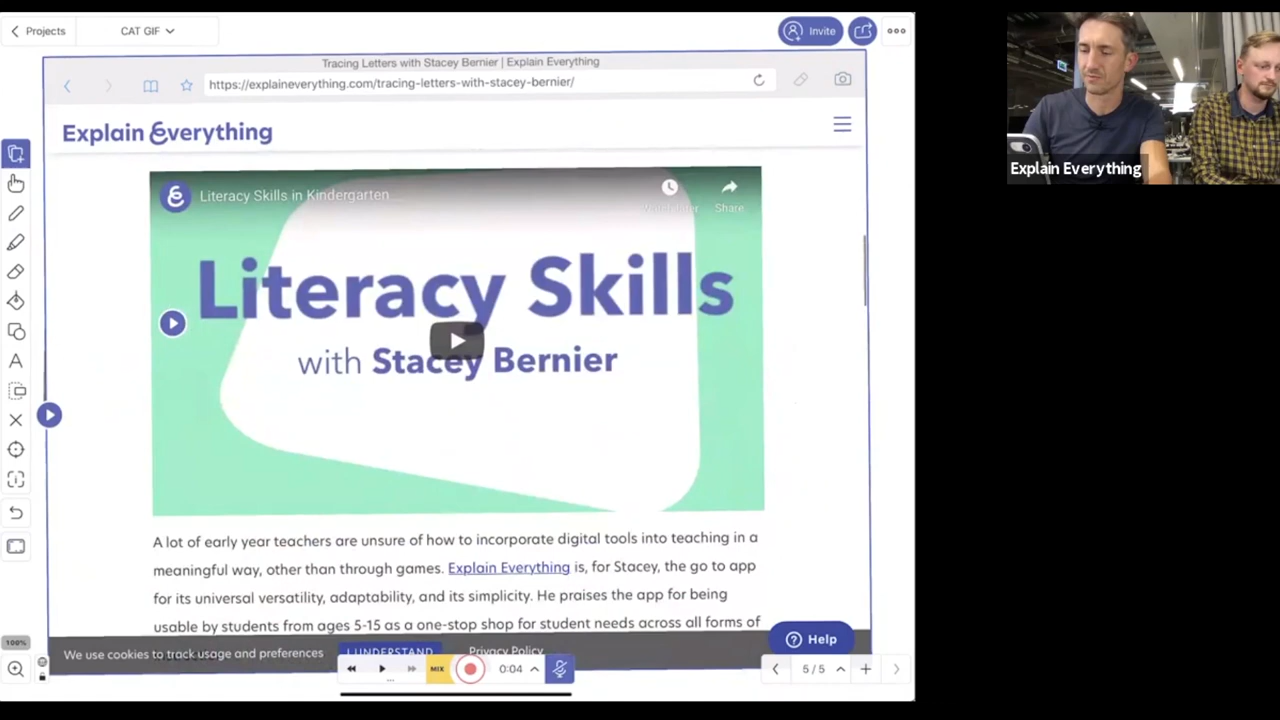 Projects
CAT GIF
Invite
Tracing Letters with Stacey Bernier | Explain Everything
https://explaineverything.com/tracing-letters-with-stacey-bernier/
Explain Everything
Literacy Skills in Kindergarten
Share
Literacy Skills
with Stacey Bernier
A lot of early year teachers are unsure of how to incorporate digital tools into teaching in a
meaningful way, other than through games. Explain Everything is, for Stacey, the go to app
for its universal versatility, adaptability, and its simplicity. He praises the app for being
usable by students from ages 5-15 as a one-stop shop for student needs across all forms of
We use cookies to track usage and preferences
I UNDERSTAND
Privacy Policy
Help
100%
MIX
0:04
5/5
A
Explain Everything